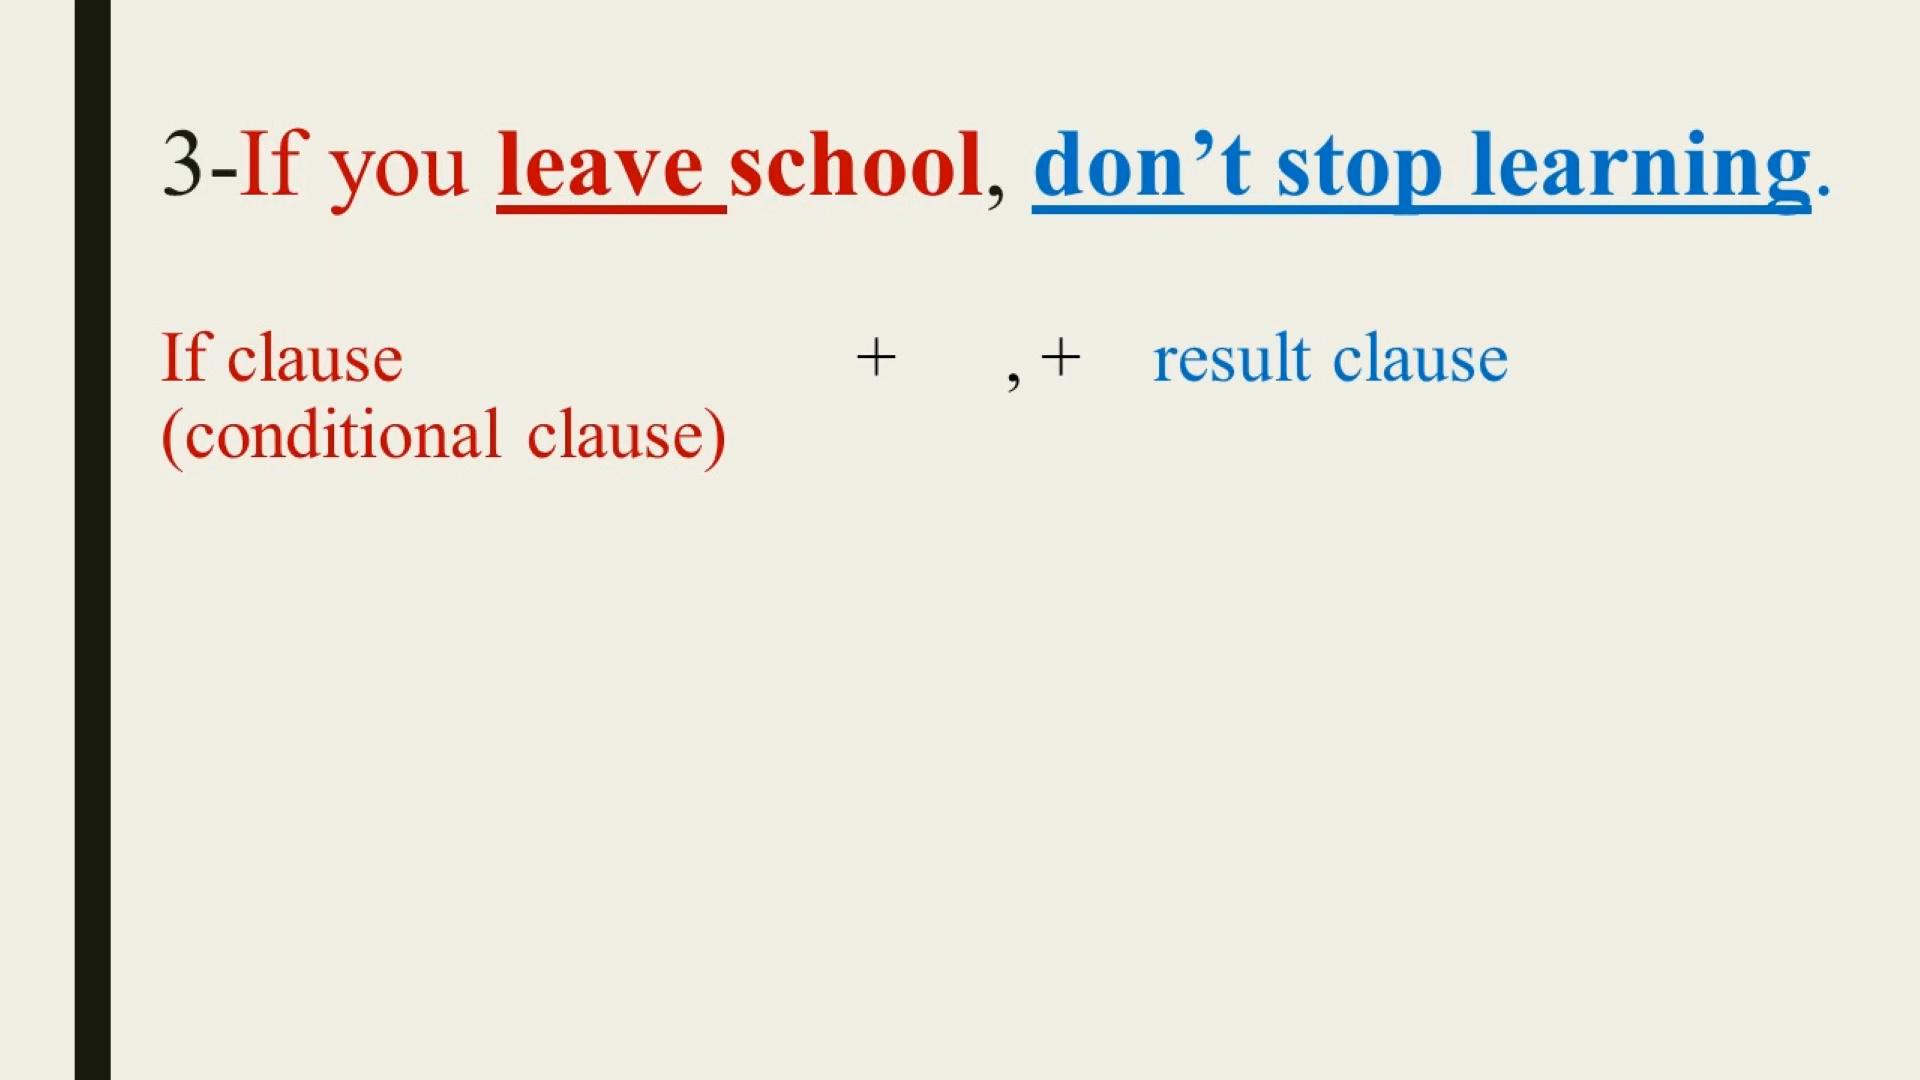 3-If you leave school, don’t stop learning.
If clause + , + result clause
(conditional clause)